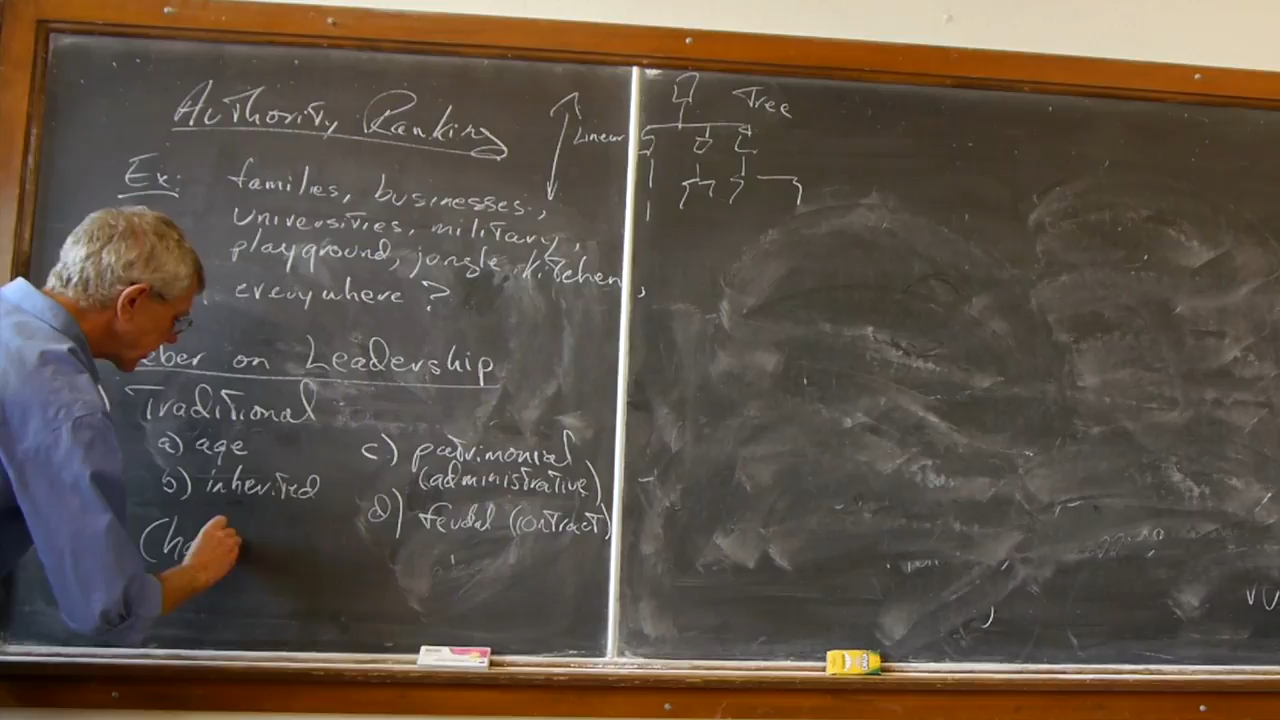 Authority Ranking
Linear
Tree
Ex: families, businesses,
universities, military,
playground, jungle, kitchen,
everywhere?
eber on Leadership
) Traditional
a) age
b) inherited
c) patrimonial
(administrative)
d) feudal (contract)
Cha